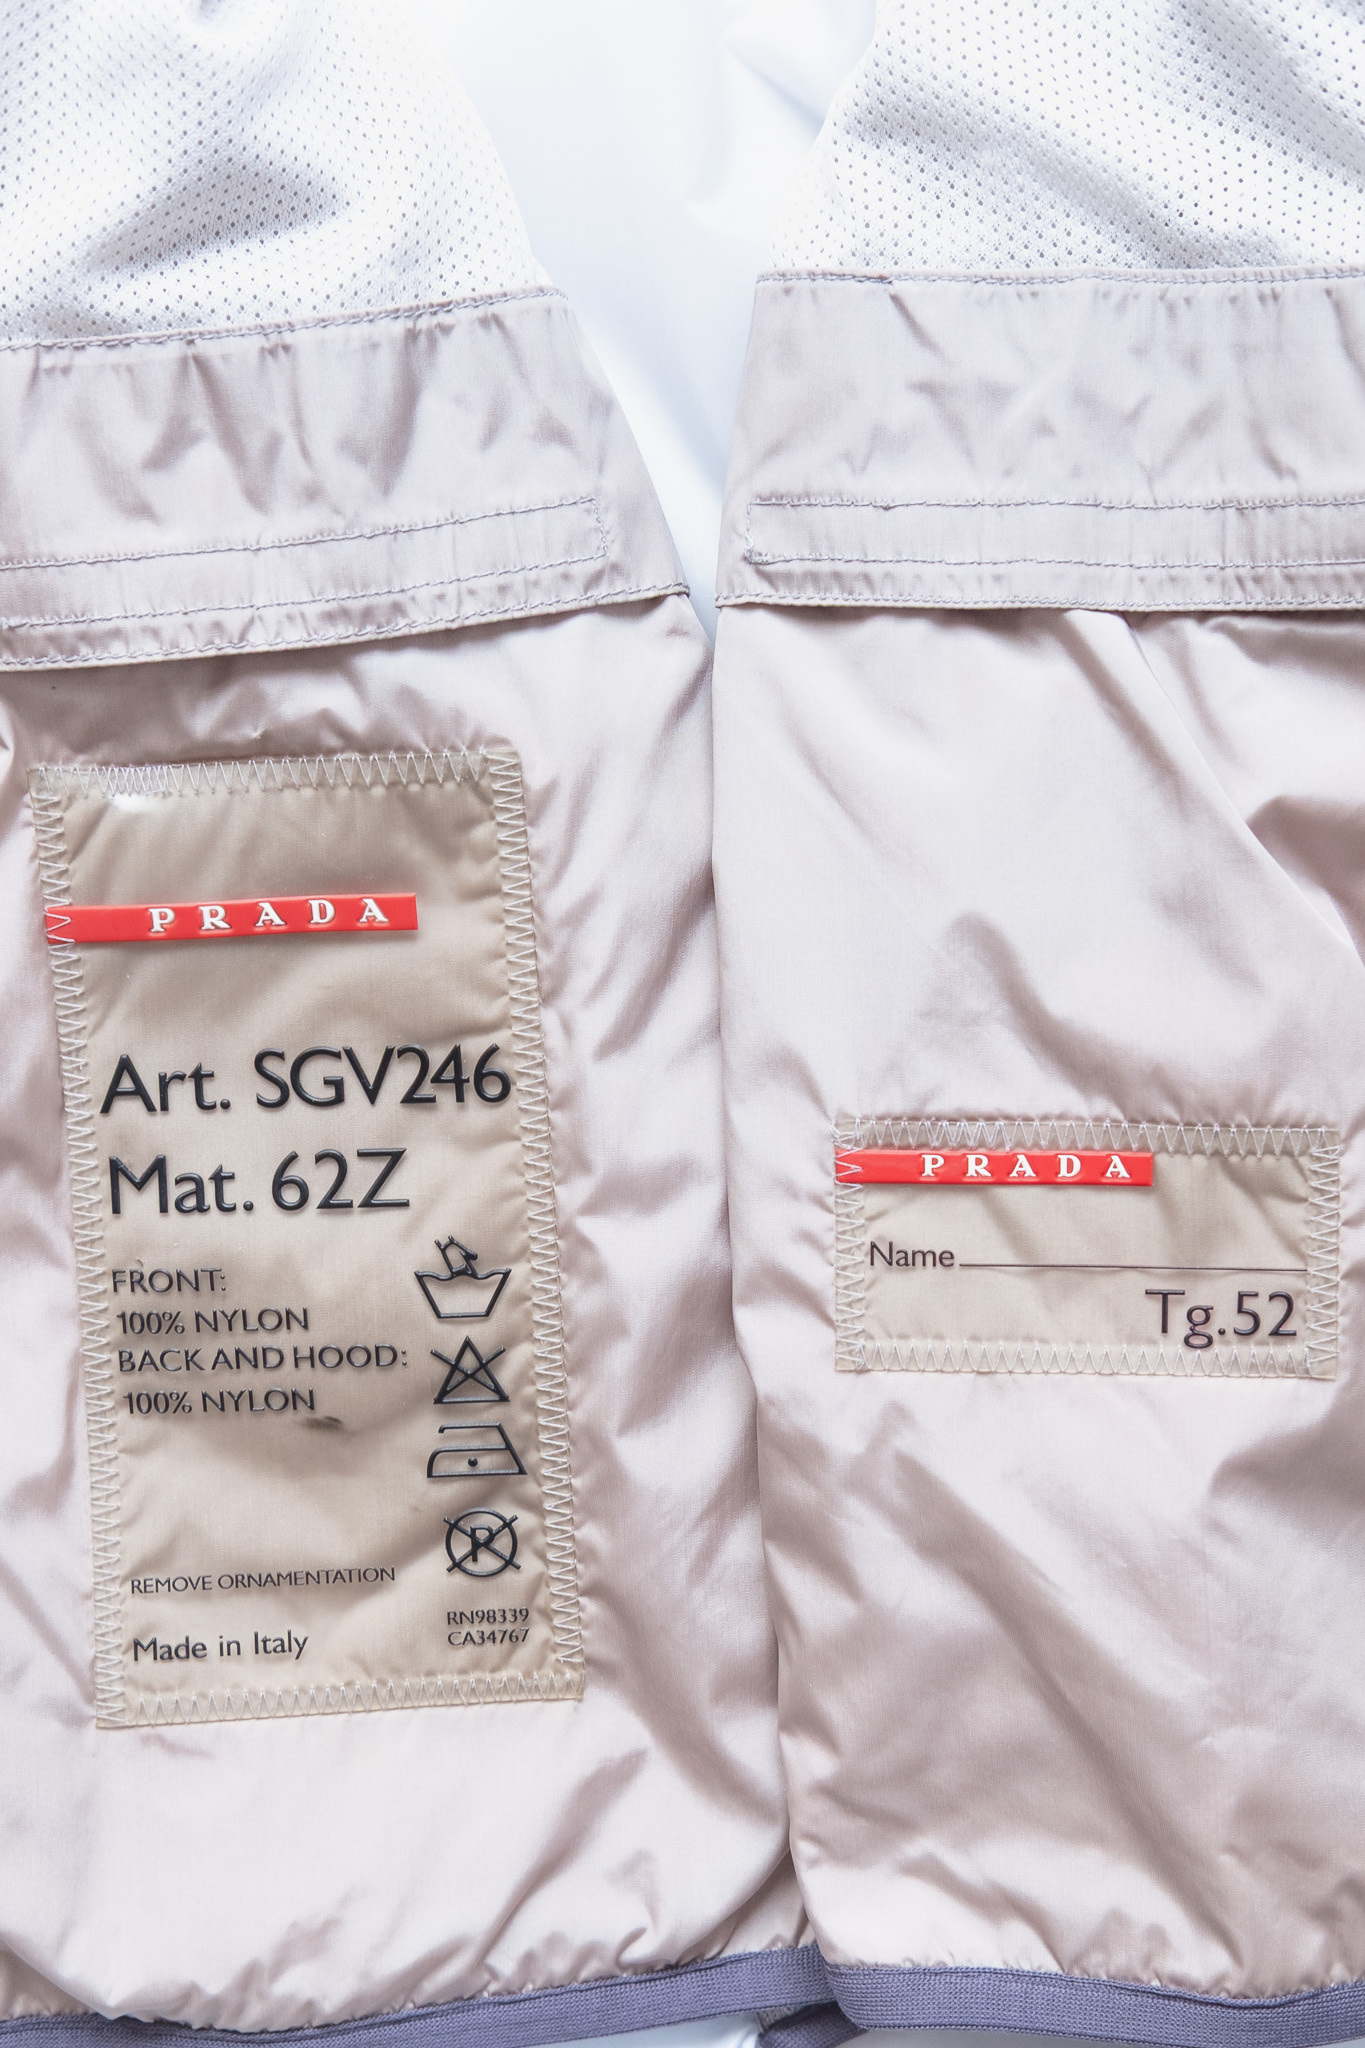 PRADA
Art. SGV246
Mat. 62Z
FRONT:
100% NYLON
BACK AND HOOD:
100% NYLON
P
REMOVE ORNAMENTATION
RN98339
CA34767
Made in Italy
PRADA
Name
Tg.52